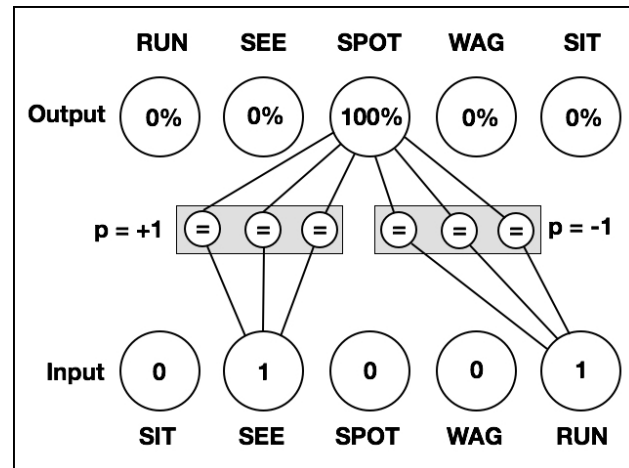 RUN SEE SPOT WAG SIT
Output 0% 0% 100% 0% 0%
p = +1 = = = = = = p = -1
Input 0 1 0 0 1
SIT SEE SPOT WAG RUN